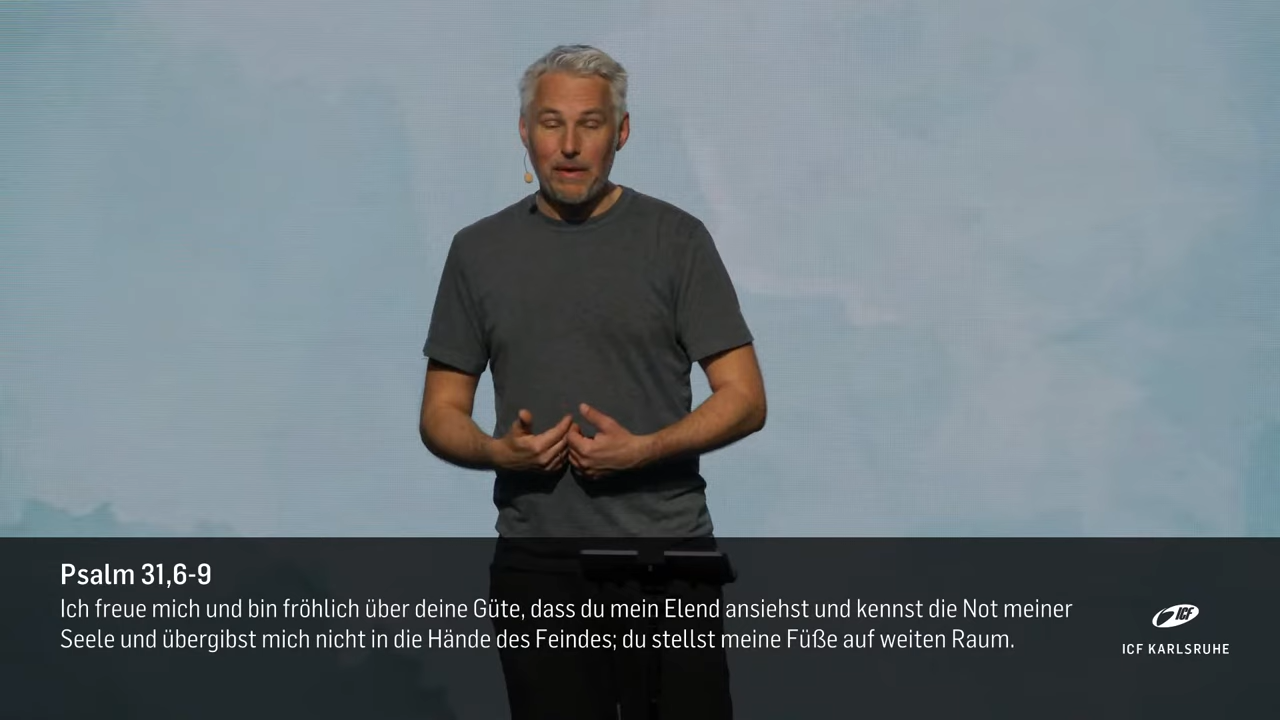 Psalm 31,6-9
Ich freue mich und bin fröhlich über deine Güte, dass du mein Elend ansiehst und kennst die Not meiner
Seele und übergibst mich nicht in die Hände des Feindes; du stellst meine Füße auf weiten Raum.
ICF
ICF KARLSRUHE